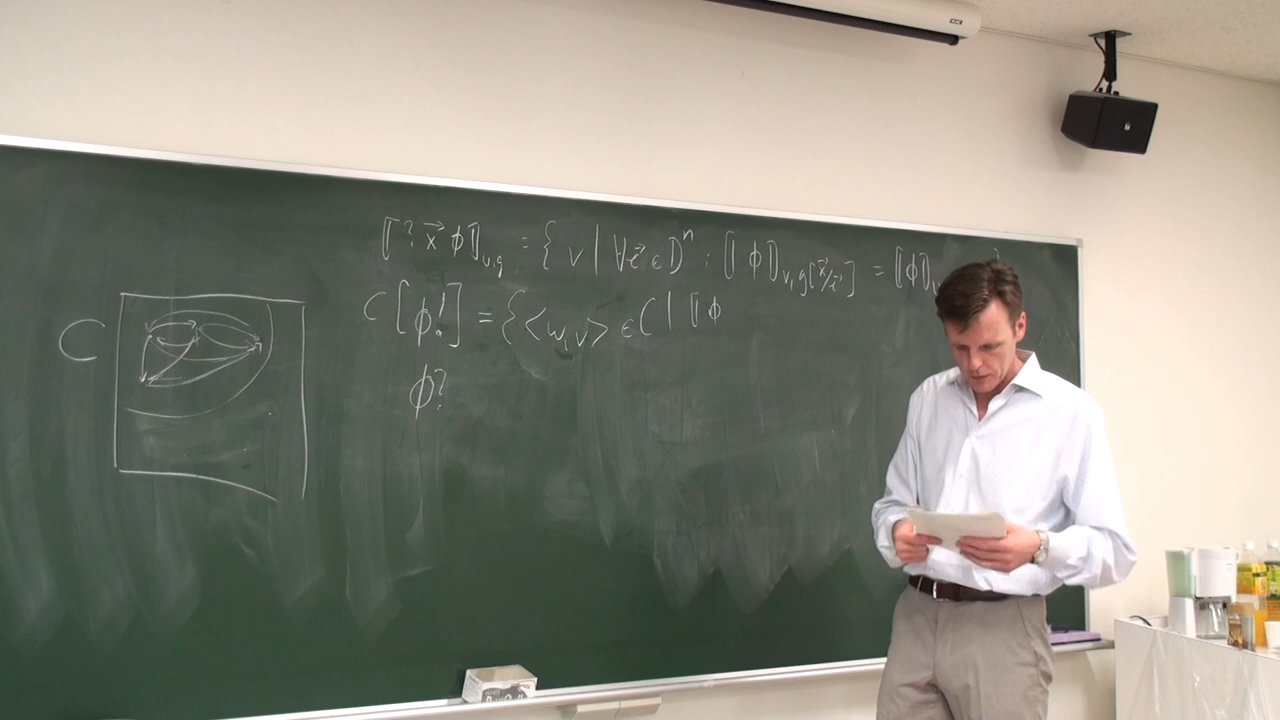 ⟦?x⃗ ϕ⟧v,g = { v | ∀e⃗ ∈ Dⁿ : ⟦ϕ⟧v,g[x⃗/e⃗] = ⟦ϕ⟧
C[ϕ!] = {<w,v> ∈ C | ⟦ϕ
C
ϕ?